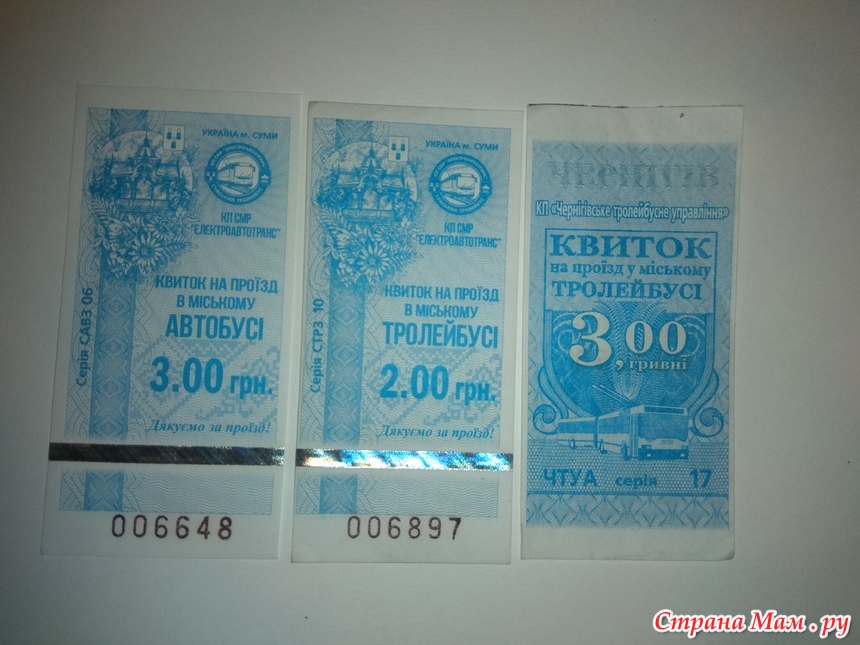 УКРАЇНА м. СУМИ
КП СМР
"ЕЛЕКТРОАВТОТРАНС"
КВИТОК НА ПРОЇЗД
В МІСЬКОМУ
АВТОБУСІ
3.00 грн.
Дякуємо за проїзд!
Серія САВЗ 06
006648
УКРАЇНА м. СУМИ
КП СМР
"ЕЛЕКТРОАВТОТРАНС"
КВИТОК НА ПРОЇЗД
В МІСЬКОМУ
ТРОЛЕЙБУСІ
2.00 грн.
Дякуємо за проїзд!
Серія СТРЗ 10
006897
ЧЕРНІГІВ
КП «Чернігівське тролейбусне управління»
КВИТОК
на проїзд у міському
ТРОЛЕЙБУСІ
3,00
гривні
ЧТУА серія 17
Страна Мам.ру